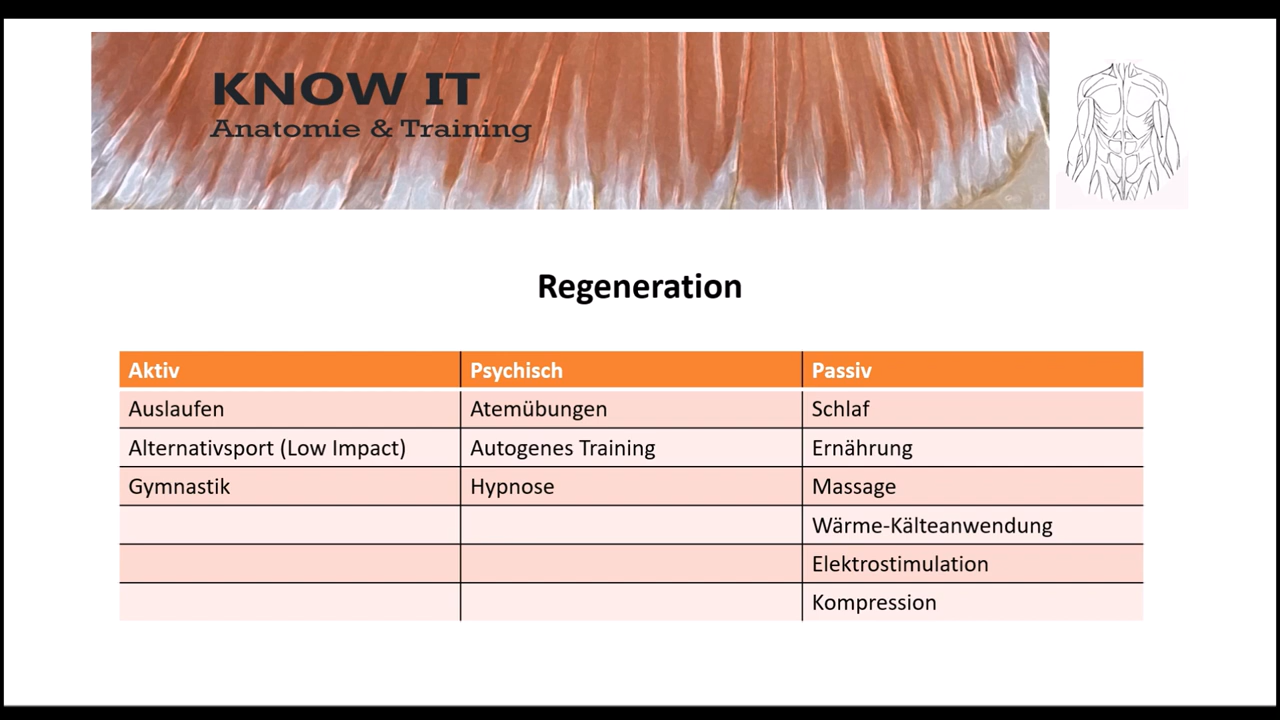 KNOW IT
Anatomie & Training
Regeneration
Aktiv Psychisch Passiv
Auslaufen Atemübungen Schlaf
Alternativsport (Low Impact) Autogenes Training Ernährung
Gymnastik Hypnose Massage
Wärme-Kälteanwendung
Elektrostimulation
Kompression